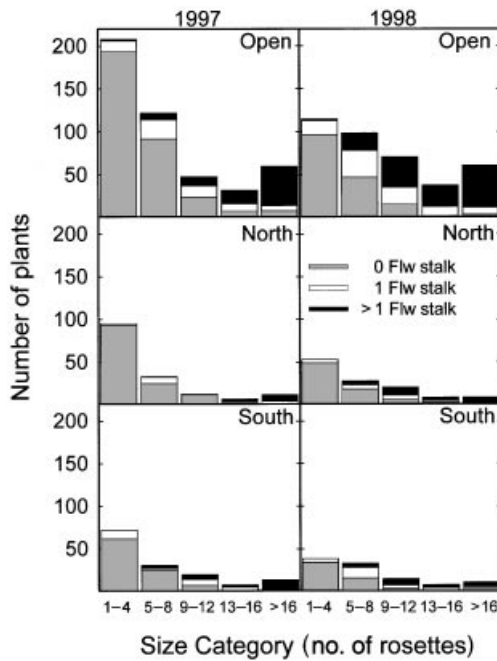 1997 1998
200 Open Open
150
100
50
200 North North
150 0 Flw stalk
1 Flw stalk
100 > 1 Flw stalk
50
200 South South
150
100
50
1–4 5–8 9–12 13–16 >16 1–4 5–8 9–12 13–16 >16
Number of plants
Size Category (no. of rosettes)